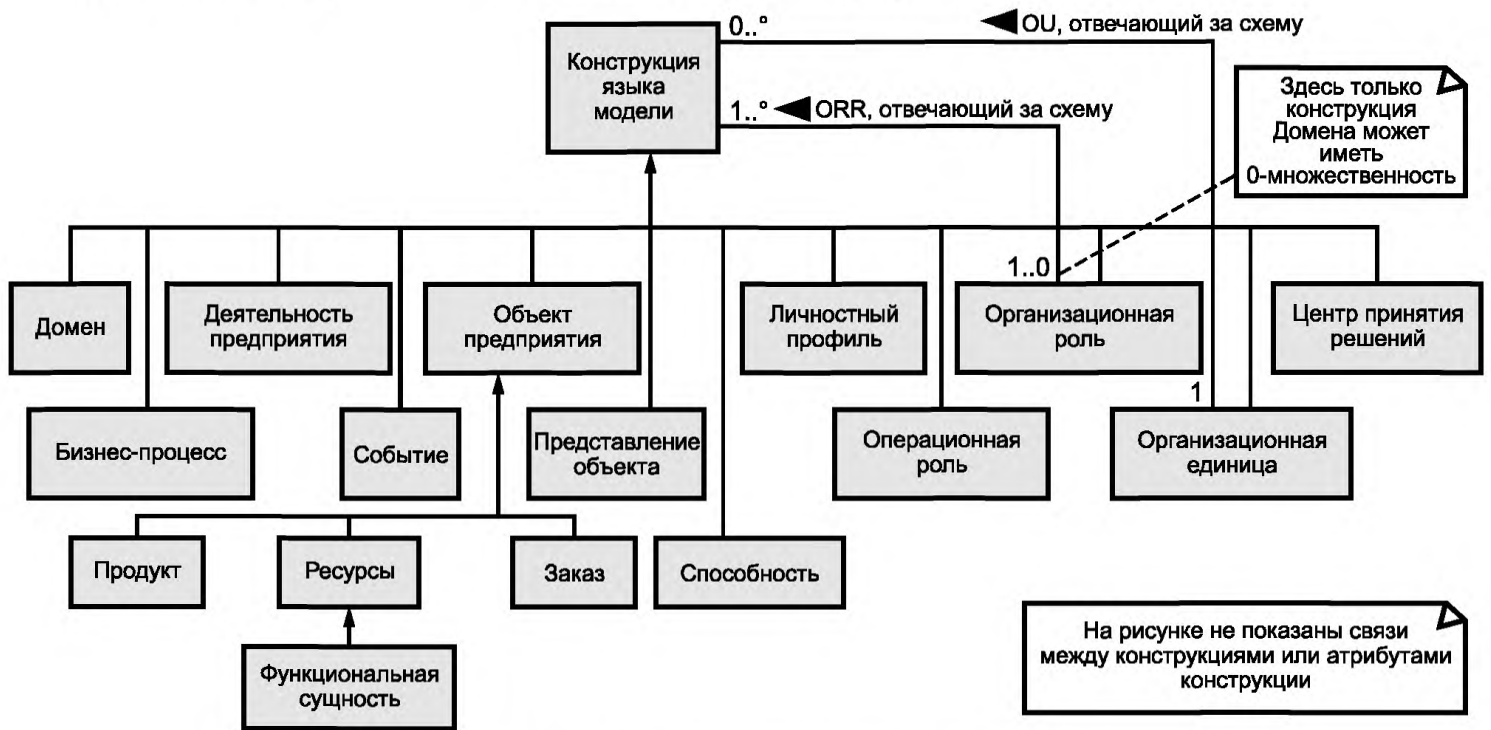 Конструкция
языка
модели
0..°
OU, отвечающий за схему
1..°
ORR, отвечающий за схему
Здесь только
конструкция
Домена может
иметь
0-множественность
1..0
Домен
Деятельность
предприятия
Объект
предприятия
Личностный
профиль
Организационная
роль
Центр принятия
решений
1
Бизнес-процесс
Событие
Представление
объекта
Операционная
роль
Организационная
единица
Продукт
Ресурсы
Заказ
Способность
Функциональная
сущность
На рисунке не показаны связи
между конструкциями или атрибутами
конструкции